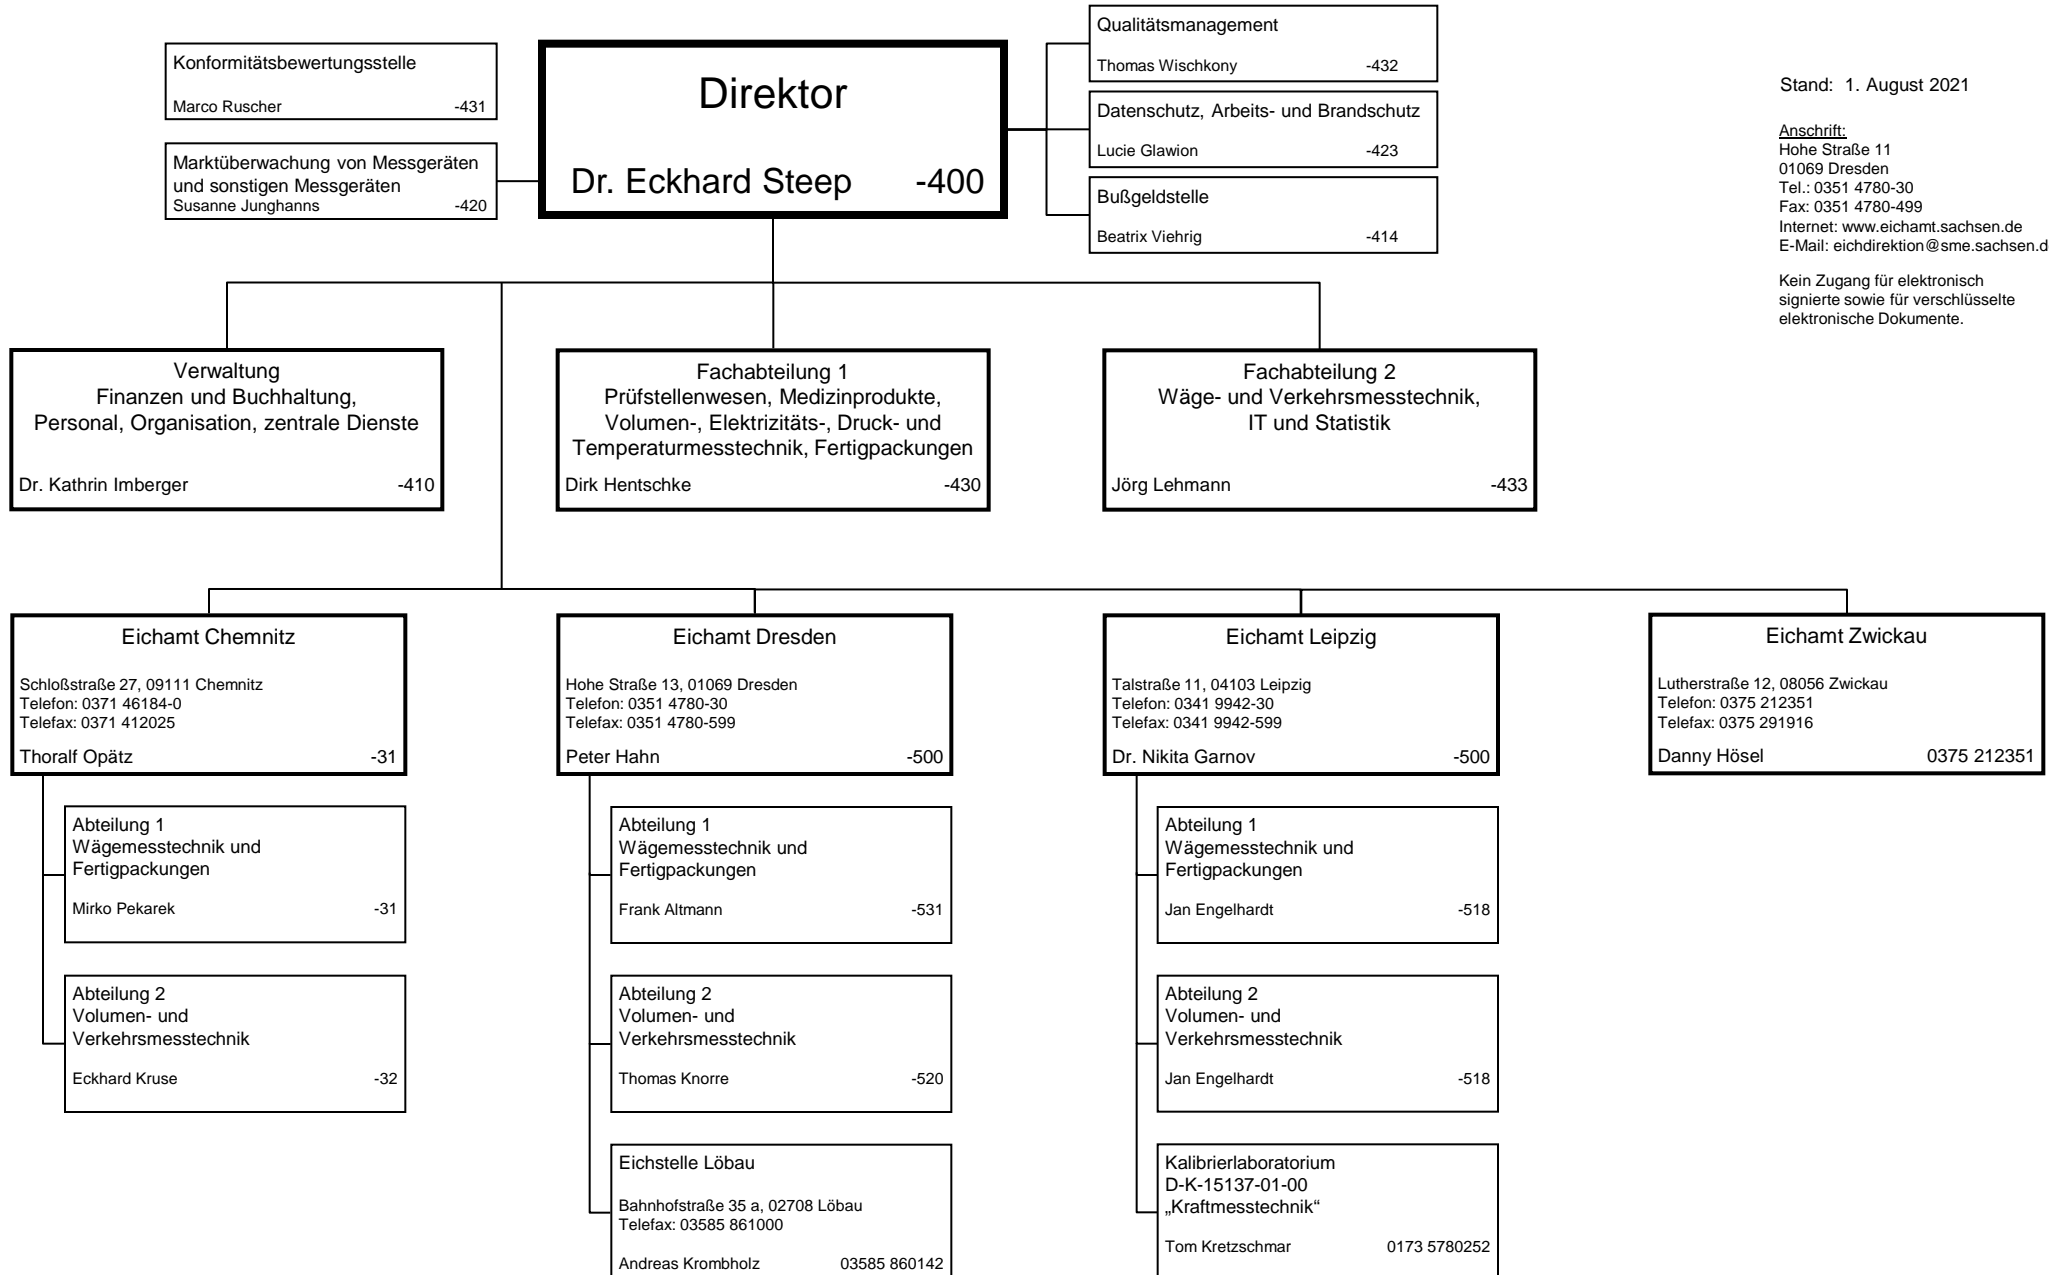 Konformitätsbewertungsstelle
Marco Ruscher -431
Marktüberwachung von Messgeräten
und sonstigen Messgeräten
Susanne Junghanns -420
Direktor
Dr. Eckhard Steep -400
Qualitätsmanagement
Thomas Wischkony -432
Datenschutz, Arbeits- und Brandschutz
Lucie Glawion -423
Bußgeldstelle
Beatrix Viehrig -414
Stand: 1. August 2021
Anschrift:
Hohe Straße 11
01069 Dresden
Tel.: 0351 4780-30
Fax: 0351 4780-499
Internet: www.eichamt.sachsen.de
E-Mail: eichdirektion@sme.sachsen.d
Kein Zugang für elektronisch
signierte sowie für verschlüsselte
elektronische Dokumente.
Verwaltung
Finanzen und Buchhaltung,
Personal, Organisation, zentrale Dienste
Dr. Kathrin Imberger -410
Fachabteilung 1
Prüfstellenwesen, Medizinprodukte,
Volumen-, Elektrizitäts-, Druck- und
Temperaturmesstechnik, Fertigpackungen
Dirk Hentschke -430
Fachabteilung 2
Wäge- und Verkehrsmesstechnik,
IT und Statistik
Jörg Lehmann -433
Eichamt Chemnitz
Schloßstraße 27, 09111 Chemnitz
Telefon: 0371 46184-0
Telefax: 0371 412025
Thoralf Opätz -31
Abteilung 1
Wägemesstechnik und
Fertigpackungen
Mirko Pekarek -31
Abteilung 2
Volumen- und
Verkehrsmesstechnik
Eckhard Kruse -32
Eichamt Dresden
Hohe Straße 13, 01069 Dresden
Telefon: 0351 4780-30
Telefax: 0351 4780-599
Peter Hahn -500
Abteilung 1
Wägemesstechnik und
Fertigpackungen
Frank Altmann -531
Abteilung 2
Volumen- und
Verkehrsmesstechnik
Thomas Knorre -520
Eichstelle Löbau
Bahnhofstraße 35 a, 02708 Löbau
Telefax: 03585 861000
Andreas Krombholz 03585 860142
Eichamt Leipzig
Talstraße 11, 04103 Leipzig
Telefon: 0341 9942-30
Telefax: 0341 9942-599
Dr. Nikita Garnov -500
Abteilung 1
Wägemesstechnik und
Fertigpackungen
Jan Engelhardt -518
Abteilung 2
Volumen- und
Verkehrsmesstechnik
Jan Engelhardt -518
Kalibrierlaboratorium
D-K-15137-01-00
„Kraftmesstechnik“
Tom Kretzschmar 0173 5780252
Eichamt Zwickau
Lutherstraße 12, 08056 Zwickau
Telefon: 0375 212351
Telefax: 0375 291916
Danny Hösel 0375 212351